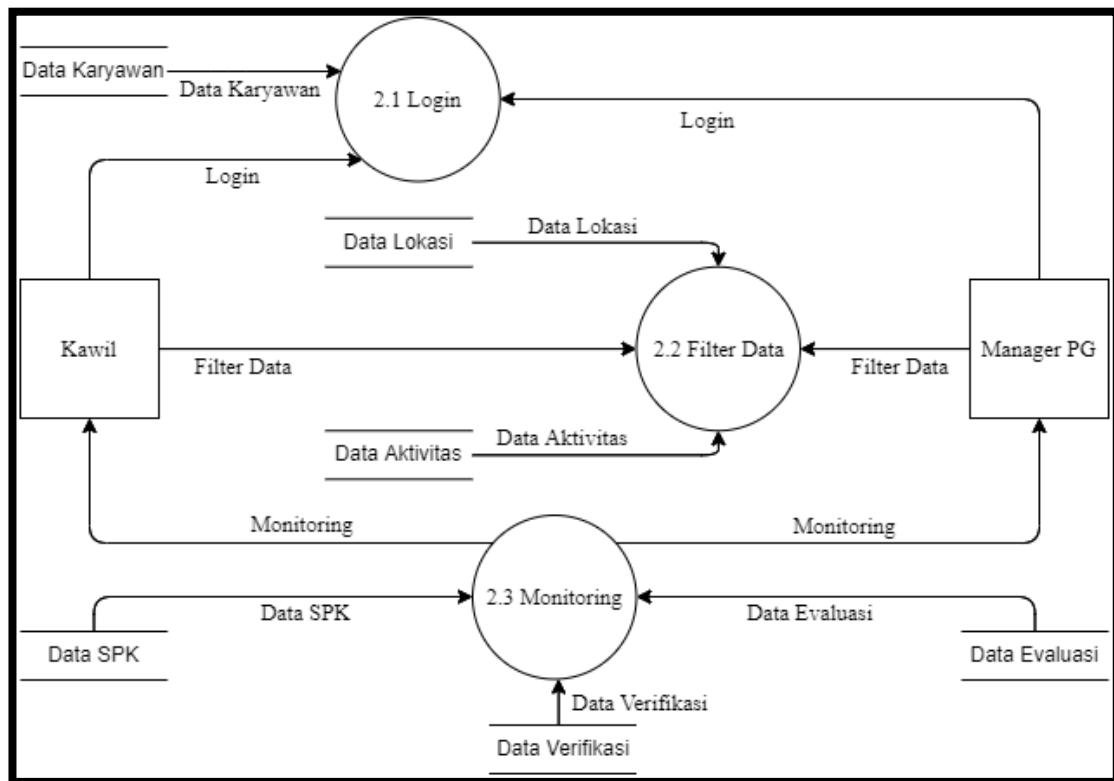 Data Karyawan
Data Karyawan
2.1 Login
Login
Login
Data Lokasi
Data Lokasi
Kawil
Filter Data
2.2 Filter Data
Filter Data
Manager PG
Data Aktivitas
Data Aktivitas
Monitoring
Monitoring
2.3 Monitoring
Data SPK
Data Evaluasi
Data SPK
Data Evaluasi
Data Verifikasi
Data Verifikasi